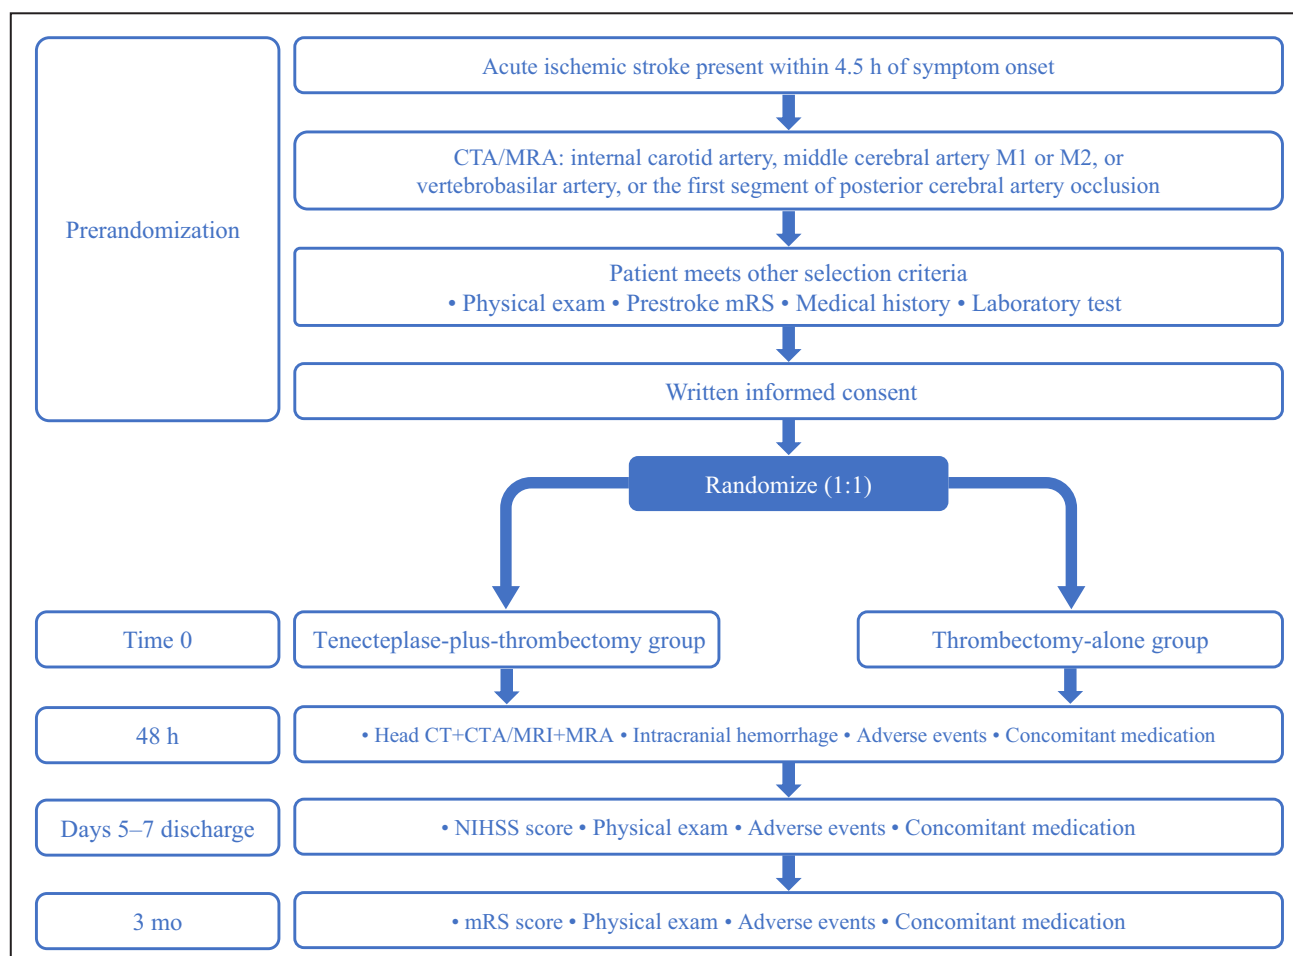 Prerandomization
Acute ischemic stroke present within 4.5 h of symptom onset
CTA/MRA: internal carotid artery, middle cerebral artery M1 or M2, or
vertebrobasilar artery, or the first segment of posterior cerebral artery occlusion
Patient meets other selection criteria
• Physical exam • Prestroke mRS • Medical history • Laboratory test
Written informed consent
Randomize (1:1)
Time 0
Tenecteplase-plus-thrombectomy group
Thrombectomy-alone group
48 h
• Head CT+CTA/MRI+MRA • Intracranial hemorrhage • Adverse events • Concomitant medication
Days 5–7 discharge
• NIHSS score • Physical exam • Adverse events • Concomitant medication
3 mo
• mRS score • Physical exam • Adverse events • Concomitant medication